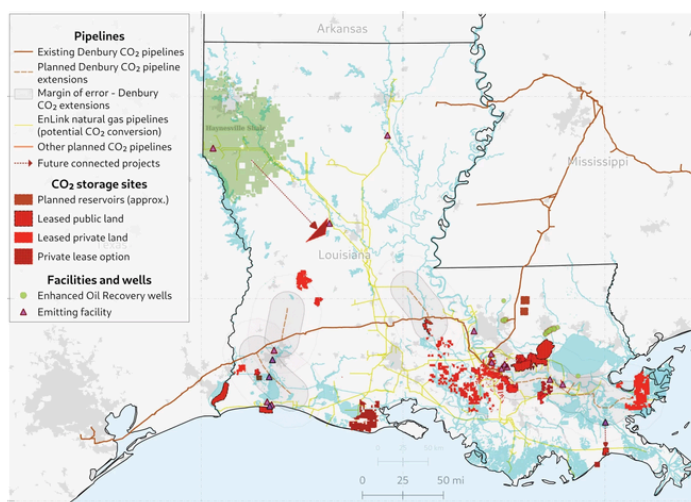 Arkansas
Pipelines
Existing Denbury CO₂ pipelines
Planned Denbury CO₂ pipeline
extensions
Margin of error - Denbury
CO₂ extensions
EnLink natural gas pipelines
(potential CO₂ conversion)
Other planned CO₂ pipelines
Future connected projects
CO₂ storage sites
Planned reservoirs (approx.)
Leased public land
Leased private land
Private lease option
Facilities and wells
Enhanced Oil Recovery wells
Emitting facility
Haynesville Shale
Mississippi
Louisiana
0 25 50 mi